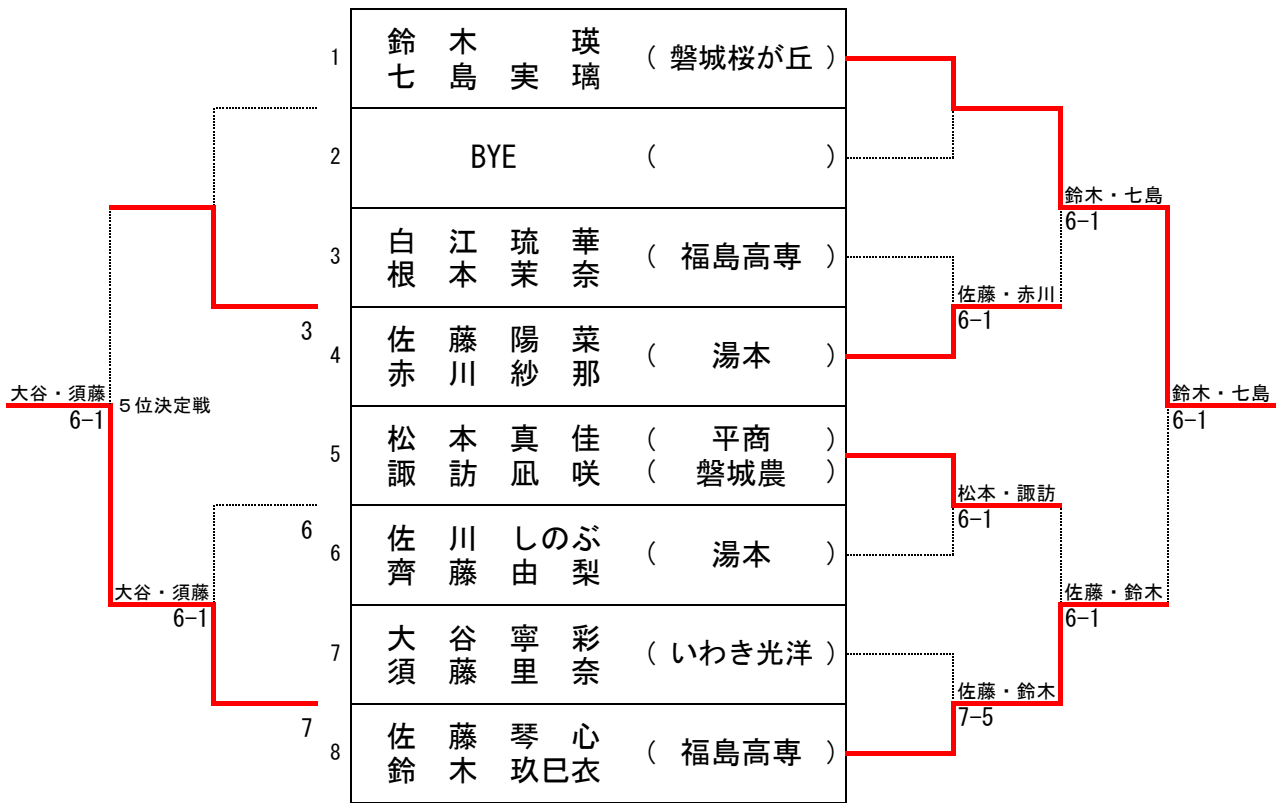 1 鈴木 瑛 ( 磐城桜が丘 )
七島実璃
2 BYE ( )
3 白江琉華 ( 福島高専 )
根本茉奈
4 佐藤陽菜 ( 湯本 )
赤川紗那
5 松本真佳 ( 平商 )
諏訪凪咲 ( 磐城農 )
6 佐川しのぶ ( 湯本 )
齊藤由梨
7 大谷寧彩 ( いわき光洋 )
須藤里奈
8 佐藤琴心 ( 福島高専 )
鈴木玖巳衣
3
大谷・須藤
6-1
5位決定戦
6
大谷・須藤
6-1
7
鈴木・七島
6-1
佐藤・赤川
6-1
鈴木・七島
6-1
松本・諏訪
6-1
佐藤・鈴木
6-1
佐藤・鈴木
7-5